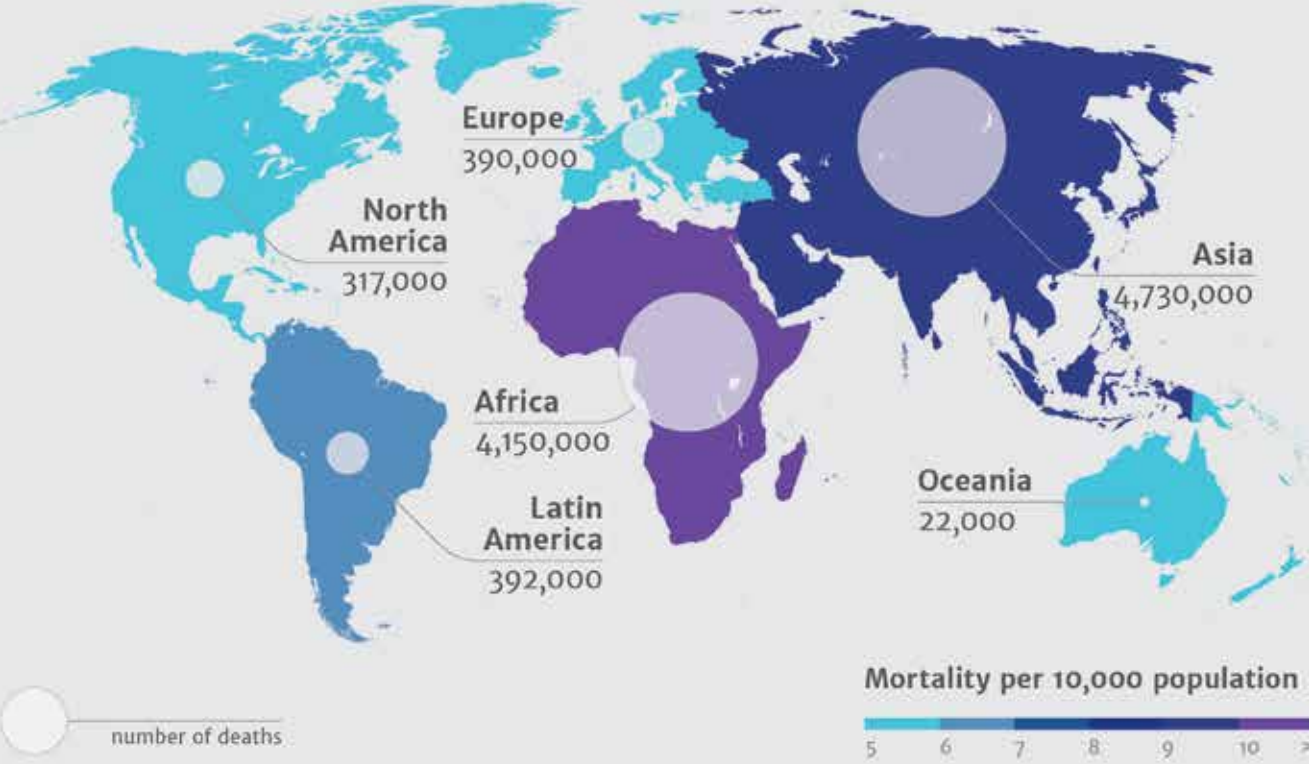 Europe
390,000
North
America
317,000
Asia
4,730,000
Africa
4,150,000
Oceania
22,000
Latin
America
392,000
Mortality per 10,000 population
number of deaths
5 6 7 8 9 10 >